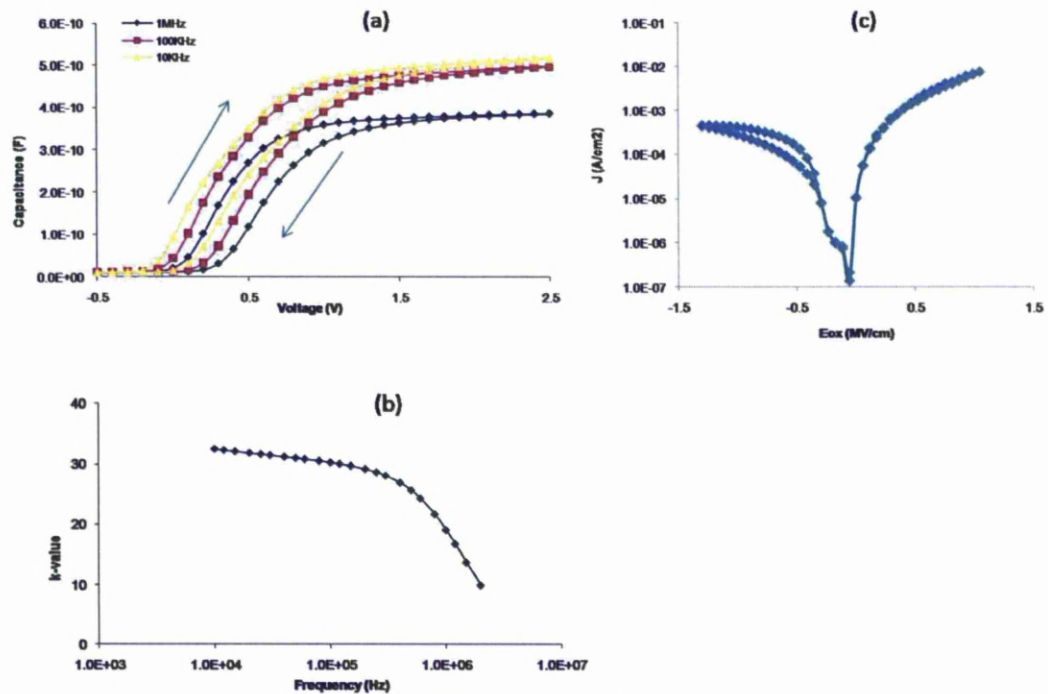 (a)
6.0E-10
5.0E-10
4.0E-10
3.0E-10
2.0E-10
1.0E-10
0.0E+00
Capacitance (F)
1MHz
100KHz
10KHz
-0.5
0.5
1.5
2.5
Voltage (V)
(c)
1.0E-01
1.0E-02
1.0E-03
1.0E-04
1.0E-05
1.0E-06
1.0E-07
J (A/cm2)
-1.5
-0.5
0.5
1.5
Eox (MV/cm)
(b)
40
30
20
10
0
k-value
1.0E+03
1.0E+04
1.0E+05
1.0E+06
1.0E+07
Frequency (Hz)